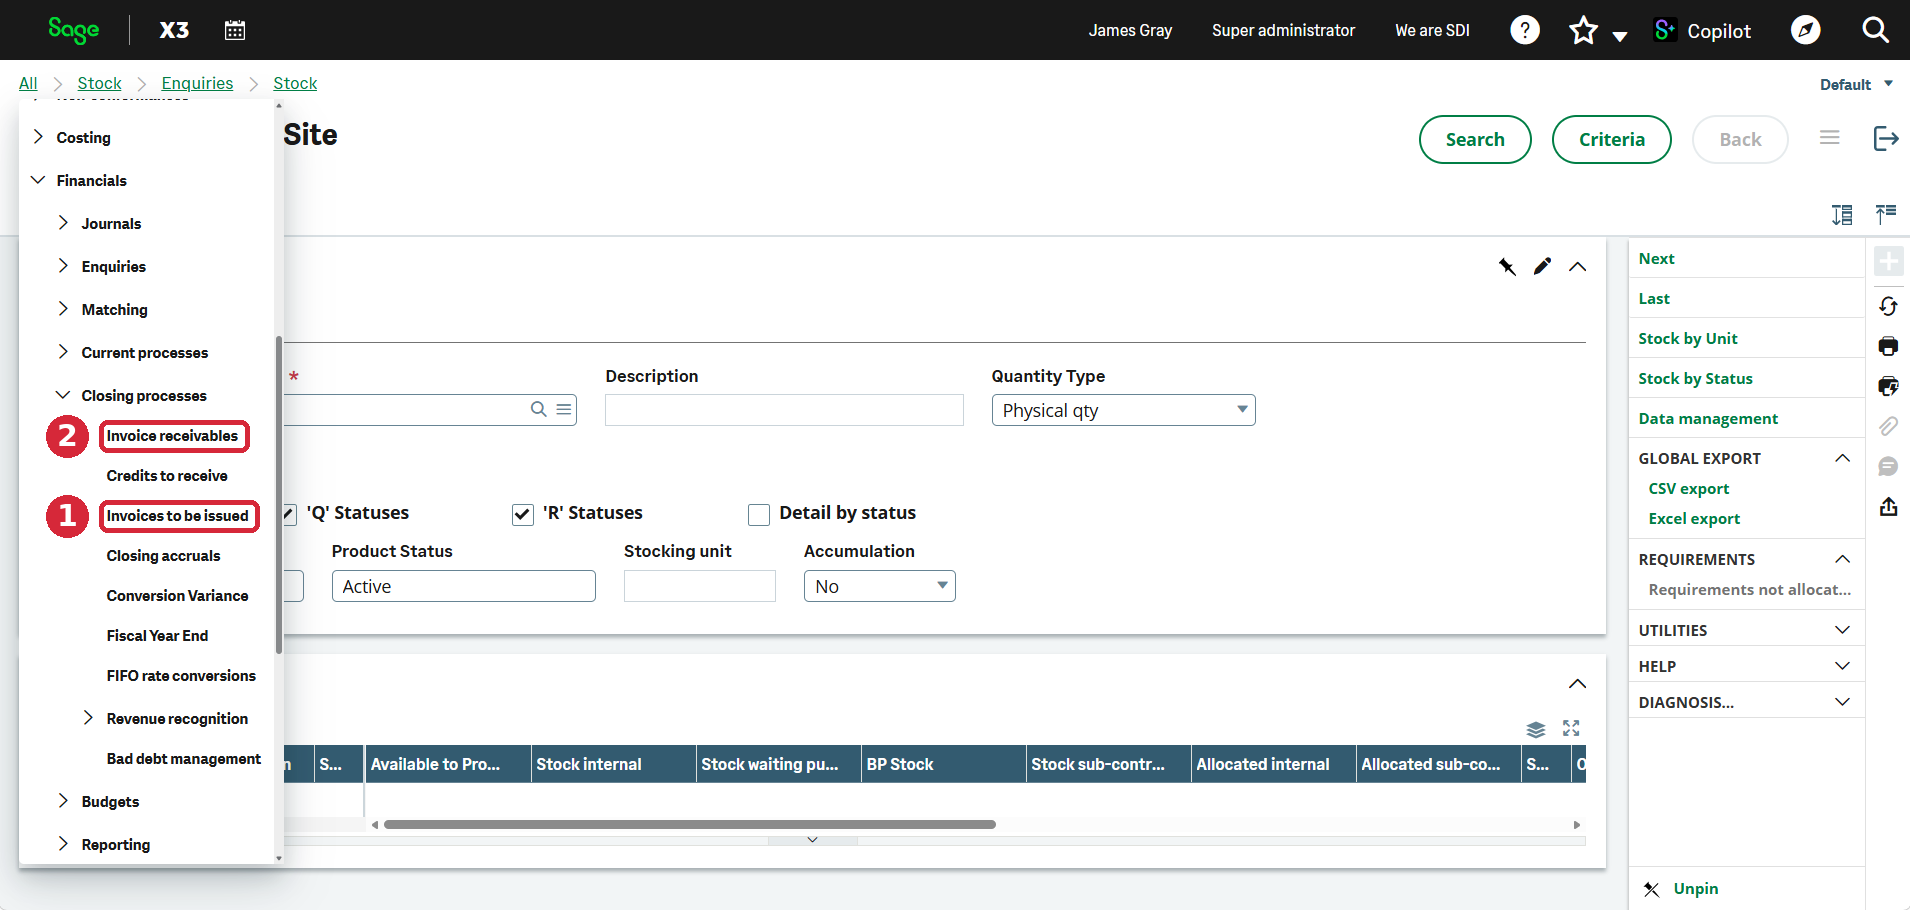 Sage X3 James Gray Super administrator We are SDI ? Copilot
All Stock Enquiries Stock Default
Costing
Site
Search Criteria Back
Financials
Journals
Enquiries
Matching
Current processes
Closing processes
2 Invoice receivables
Credits to receive
1 Invoices to be issued
Closing accruals
Conversion Variance
Fiscal Year End
FIFO rate conversions
Revenue recognition
Bad debt management
Budgets
Reporting
* Description Quantity Type
Physical qty
'Q' Statuses 'R' Statuses Detail by status
Product Status Stocking unit Accumulation
Active No
n S... Available to Pro... Stock internal Stock waiting pu... BP Stock Stock sub-contr... Allocated internal Allocated sub-co... S...
Next
Last
Stock by Unit
Stock by Status
Data management
GLOBAL EXPORT
CSV export
Excel export
REQUIREMENTS
Requirements not allocat...
UTILITIES
HELP
DIAGNOSIS...
Unpin